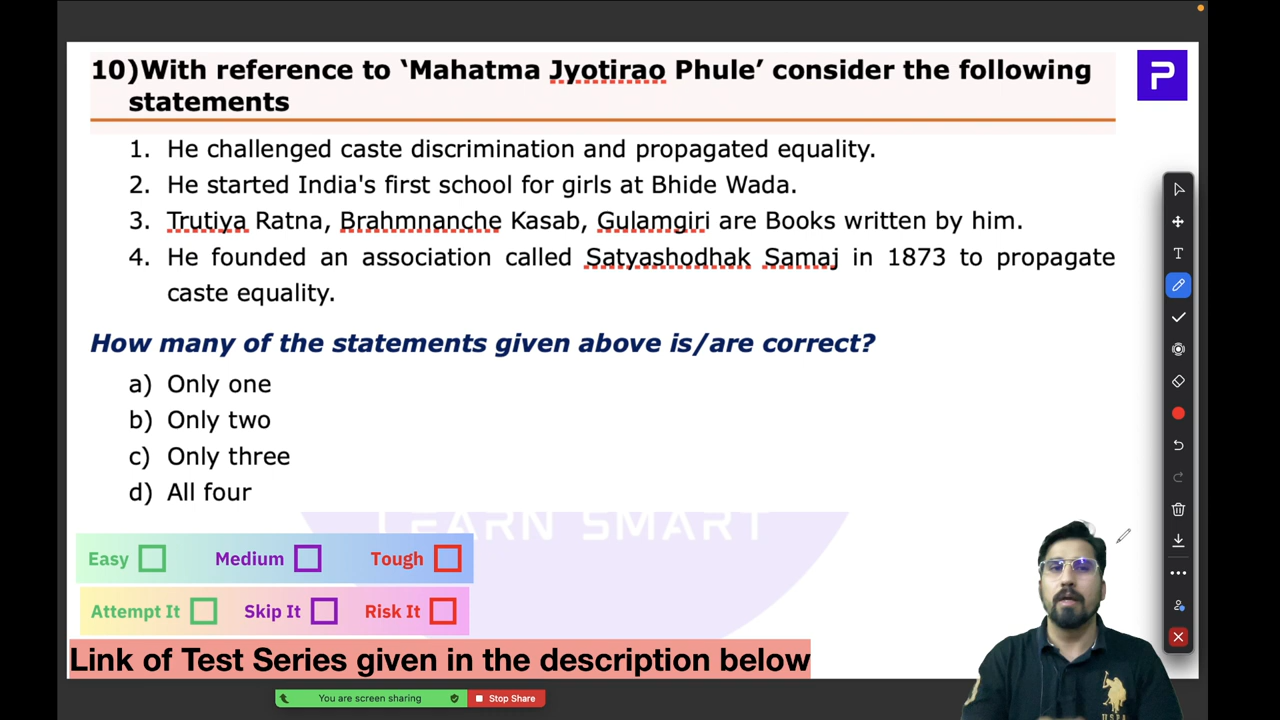 10)With reference to ‘Mahatma Jyotirao Phule’ consider the following
statements
1. He challenged caste discrimination and propagated equality.
2. He started India's first school for girls at Bhide Wada.
3. Trutiya Ratna, Brahmnanche Kasab, Gulamgiri are Books written by him.
4. He founded an association called Satyashodhak Samaj in 1873 to propagate
caste equality.
How many of the statements given above is/are correct?
a) Only one
b) Only two
c) Only three
d) All four
LEARN SMART
Easy Medium Tough
Attempt It Skip It Risk It
Link of Test Series given in the description below
You are screen sharing Stop Share